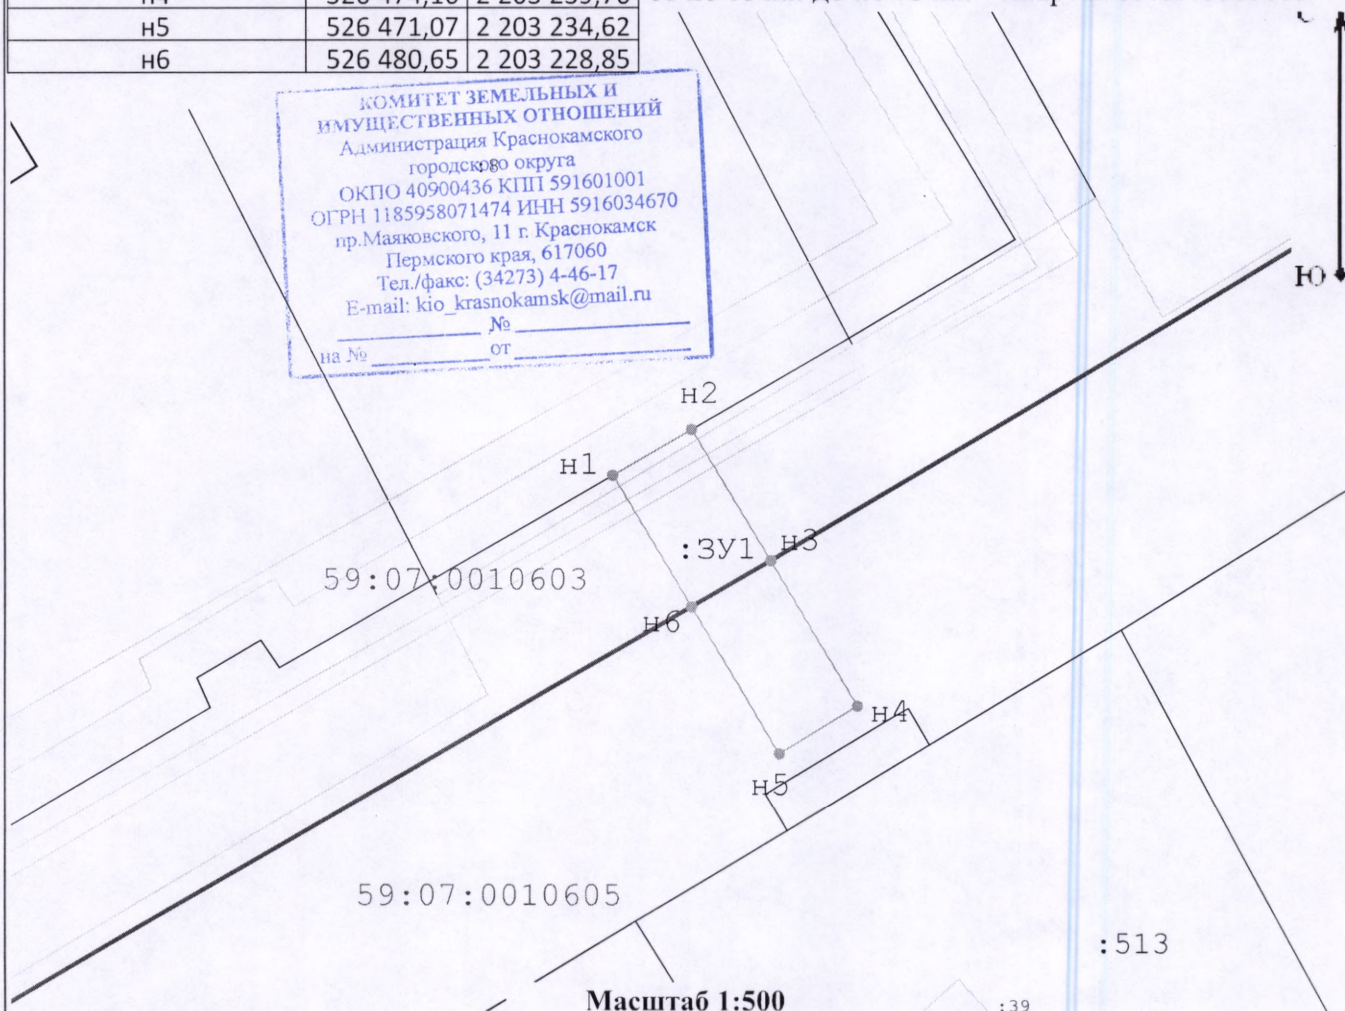 н5 526 471,07 2 203 234,62
н6 526 480,65 2 203 228,85
С
Ю
КОМИТЕТ ЗЕМЕЛЬНЫХ И
ИМУЩЕСТВЕННЫХ ОТНОШЕНИЙ
Администрация Краснокамского
городского округа
:8
ОКПО 40900436 КПП 591601001
ОГРН 1185958071474 ИНН 5916034670
пр.Маяковского, 11 г. Краснокамск
Пермского края, 617060
Тел./факс: (34273) 4-46-17
E-mail: kio_krasnokamsk@mail.ru
№
на № от
н2
н1
:ЗУ1 н3
59:07:0010603
н6
н4
н5
59:07:0010605
:513
Масштаб 1:500
:39